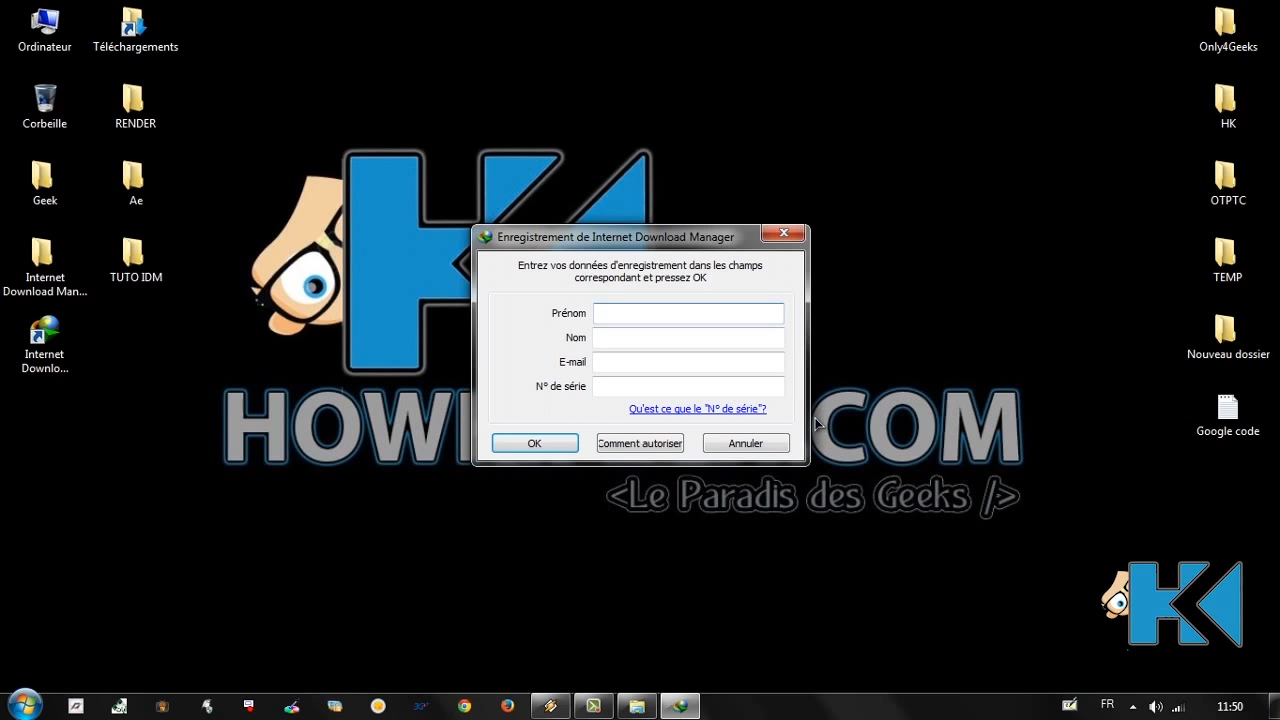 Ordinateur
Téléchargements
Only4Geeks
Corbeille
RENDER
HK
Geek
Ae
OTPTC
Internet
Download Man...
TUTO IDM
TEMP
Internet
Downlo...
Nouveau dossier
Google code
Enregistrement de Internet Download Manager
Entrez vos données d'enregistrement dans les champs
correspondant et pressez OK
Prénom
Nom
E-mail
N° de série
Qu'est ce que le "N° de série"?
OK
Comment autoriser
Annuler
HOW
.COM
<Le Paradis des Geeks />
FR
11:50